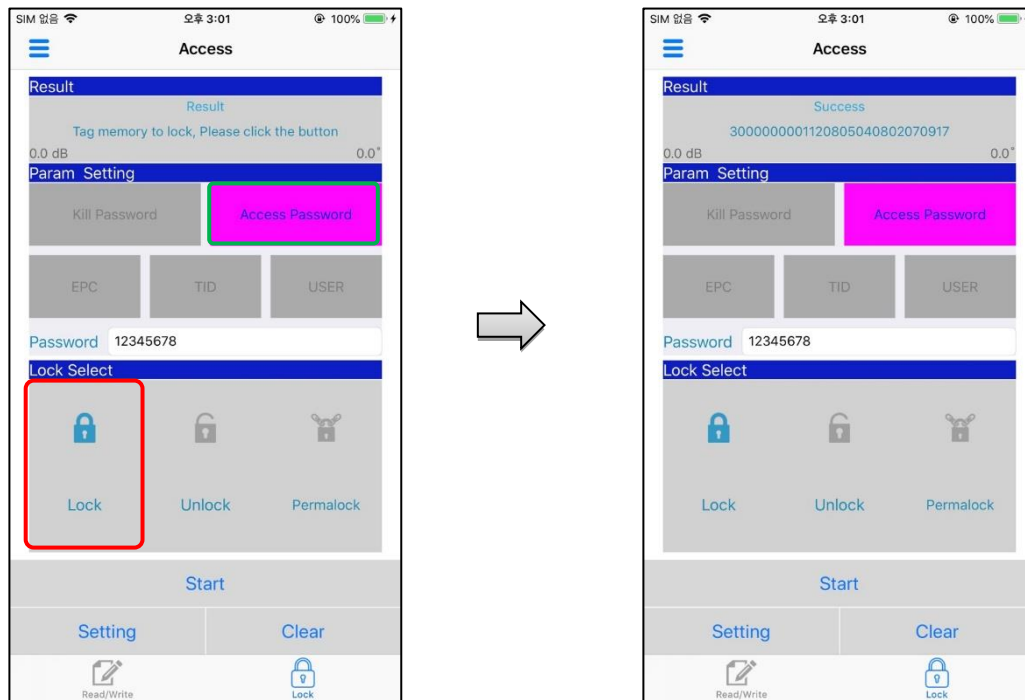 SIM 없음 오후 3:01 100%
Access
Result
Result
Tag memory to lock, Please click the button
0.0 dB 0.0°
Param Setting
Kill Password Access Password
EPC TID USER
Password 12345678
Lock Select
Lock Unlock Permalock
Start
Setting Clear
Read/Write Lock
SIM 없음 오후 3:01 100%
Access
Result
Success
3000000001120805040802070917
0.0 dB 0.0°
Param Setting
Kill Password Access Password
EPC TID USER
Password 12345678
Lock Select
Lock Unlock Permalock
Start
Setting Clear
Read/Write Lock